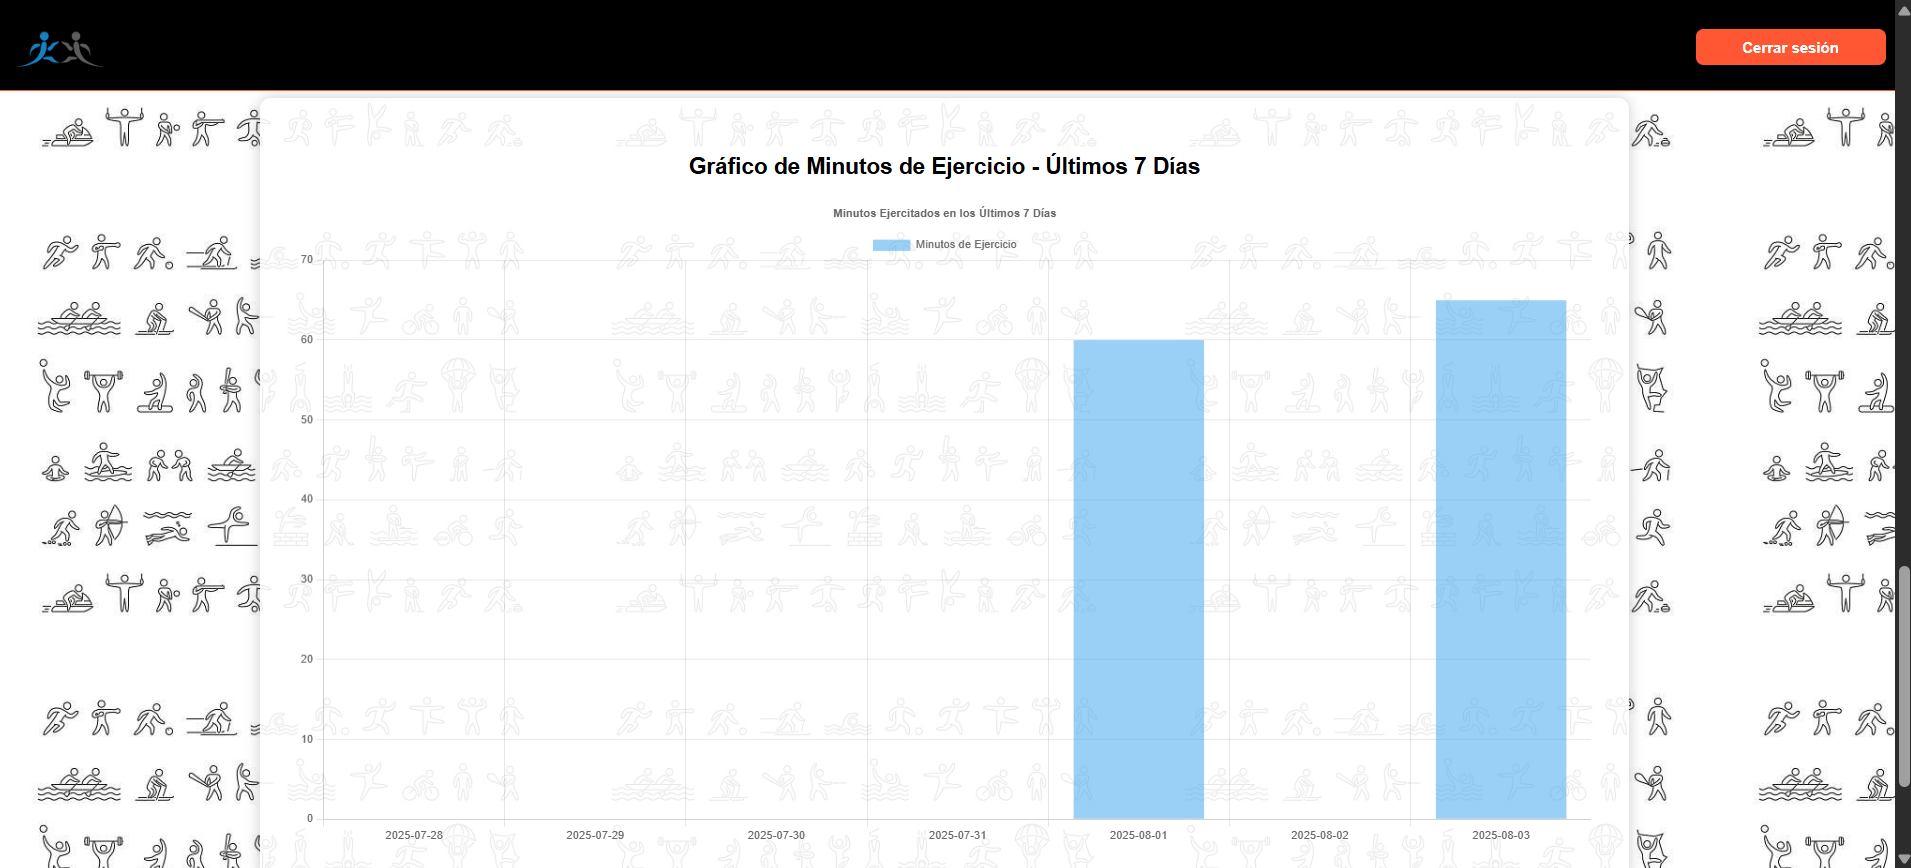 Cerrar sesión
Gráfico de Minutos de Ejercicio - Últimos 7 Días
Minutos Ejercitados en los Últimos 7 Días
Minutos de Ejercicio
70
60
50
40
30
20
10
0
2025-07-28 2025-07-29 2025-07-30 2025-07-31 2025-08-01 2025-08-02 2025-08-03